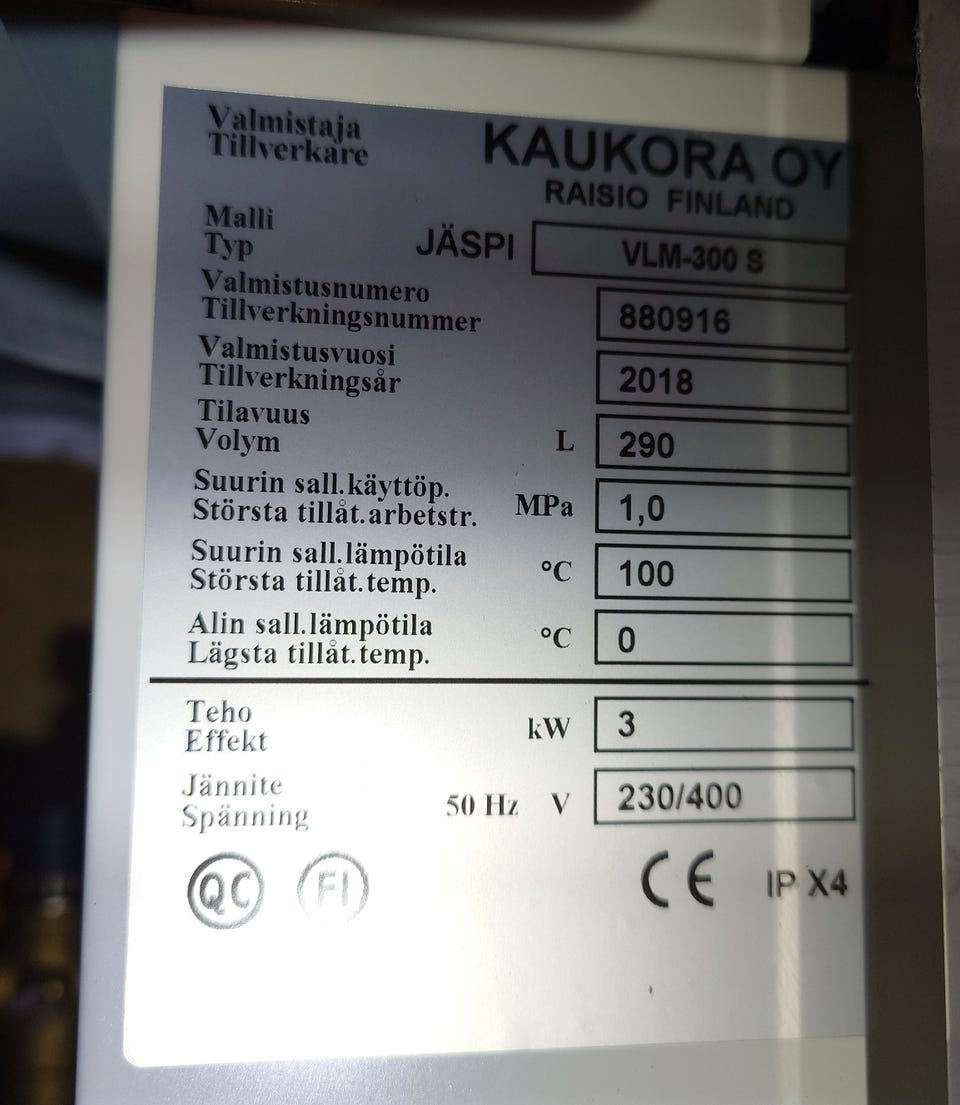 Valmistaja
Tillverkare
KAUKORA OY
RAISIO FINLAND
Malli
Typ
JÄSPI VLM-300 S
Valmistusnumero
Tillverkningsnummer
880916
Valmistusvuosi
Tillverkningsår
2018
Tilavuus
Volym
L 290
Suurin sall.käyttöp.
Största tillåt.arbetstr.
MPa 1,0
Suurin sall.lämpötila
Största tillåt.temp.
°C 100
Alin sall.lämpötila
Lägsta tillåt.temp.
°C 0
Teho
Effekt
kW 3
Jännite
Spänning
50 Hz V 230/400
QC FI CE IP X4